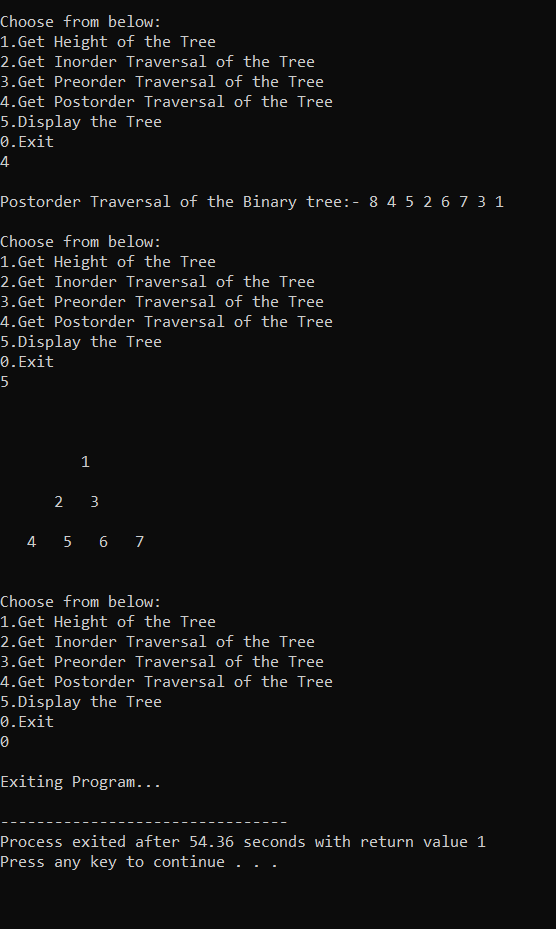 Choose from below:
1.Get Height of the Tree
2.Get Inorder Traversal of the Tree
3.Get Preorder Traversal of the Tree
4.Get Postorder Traversal of the Tree
5.Display the Tree
0.Exit
4
Postorder Traversal of the Binary tree:- 8 4 5 2 6 7 3 1
Choose from below:
1.Get Height of the Tree
2.Get Inorder Traversal of the Tree
3.Get Preorder Traversal of the Tree
4.Get Postorder Traversal of the Tree
5.Display the Tree
0.Exit
5
1
2 3
4 5 6 7
Choose from below:
1.Get Height of the Tree
2.Get Inorder Traversal of the Tree
3.Get Preorder Traversal of the Tree
4.Get Postorder Traversal of the Tree
5.Display the Tree
0.Exit
0
Exiting Program...
--------------------------------
Process exited after 54.36 seconds with return value 1
Press any key to continue . . .